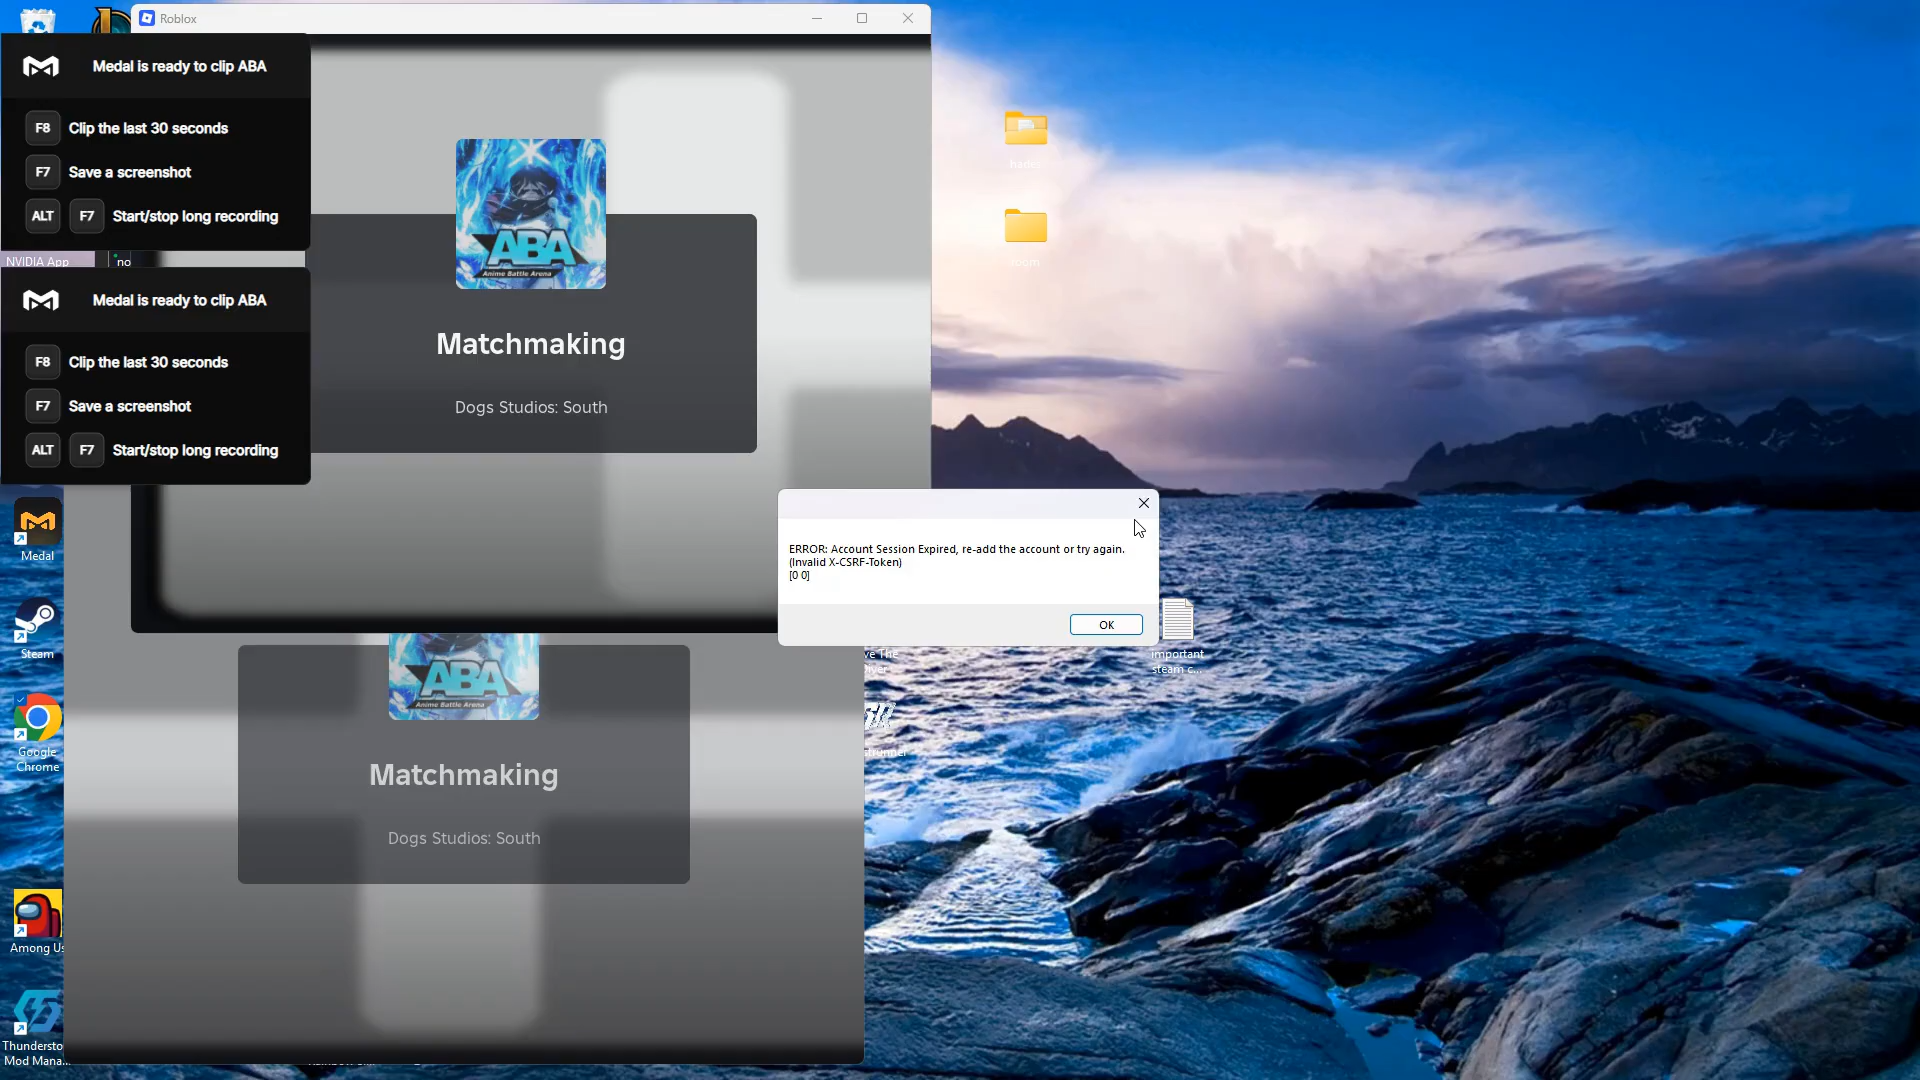 Roblox
Medal is ready to clip ABA
F8 Clip the last 30 seconds
F7 Save a screenshot
ALT F7 Start/stop long recording
NVIDIA App
no
Medal is ready to clip ABA
F8 Clip the last 30 seconds
F7 Save a screenshot
ALT F7 Start/stop long recording
ABA
Anime Battle Arena
Matchmaking
Dogs Studios: South
ERROR: Account Session Expired, re-add the account or try again.
(Invalid X-CSRF-Token)
[0 0]
OK
ABA
Anime Battle Arena
Matchmaking
Dogs Studios: South
Medal
Steam
Google
Chrome
Among Us
Thundersto
Mod Mana...
ve The
important
steam c...